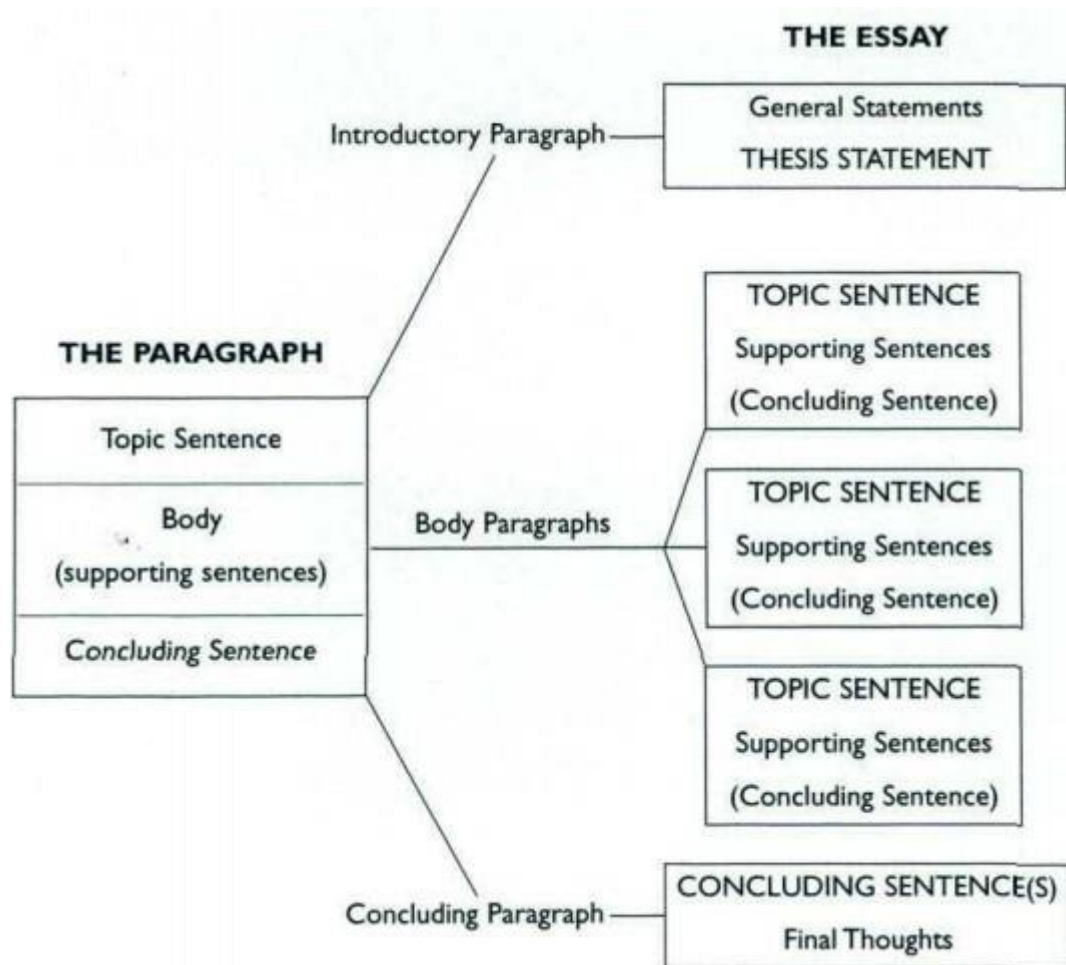 THE ESSAY
Introductory Paragraph
General Statements
THESIS STATEMENT
THE PARAGRAPH
Topic Sentence
Body
(supporting sentences)
Concluding Sentence
Body Paragraphs
TOPIC SENTENCE
Supporting Sentences
(Concluding Sentence)
TOPIC SENTENCE
Supporting Sentences
(Concluding Sentence)
TOPIC SENTENCE
Supporting Sentences
(Concluding Sentence)
Concluding Paragraph
CONCLUDING SENTENCE(S)
Final Thoughts